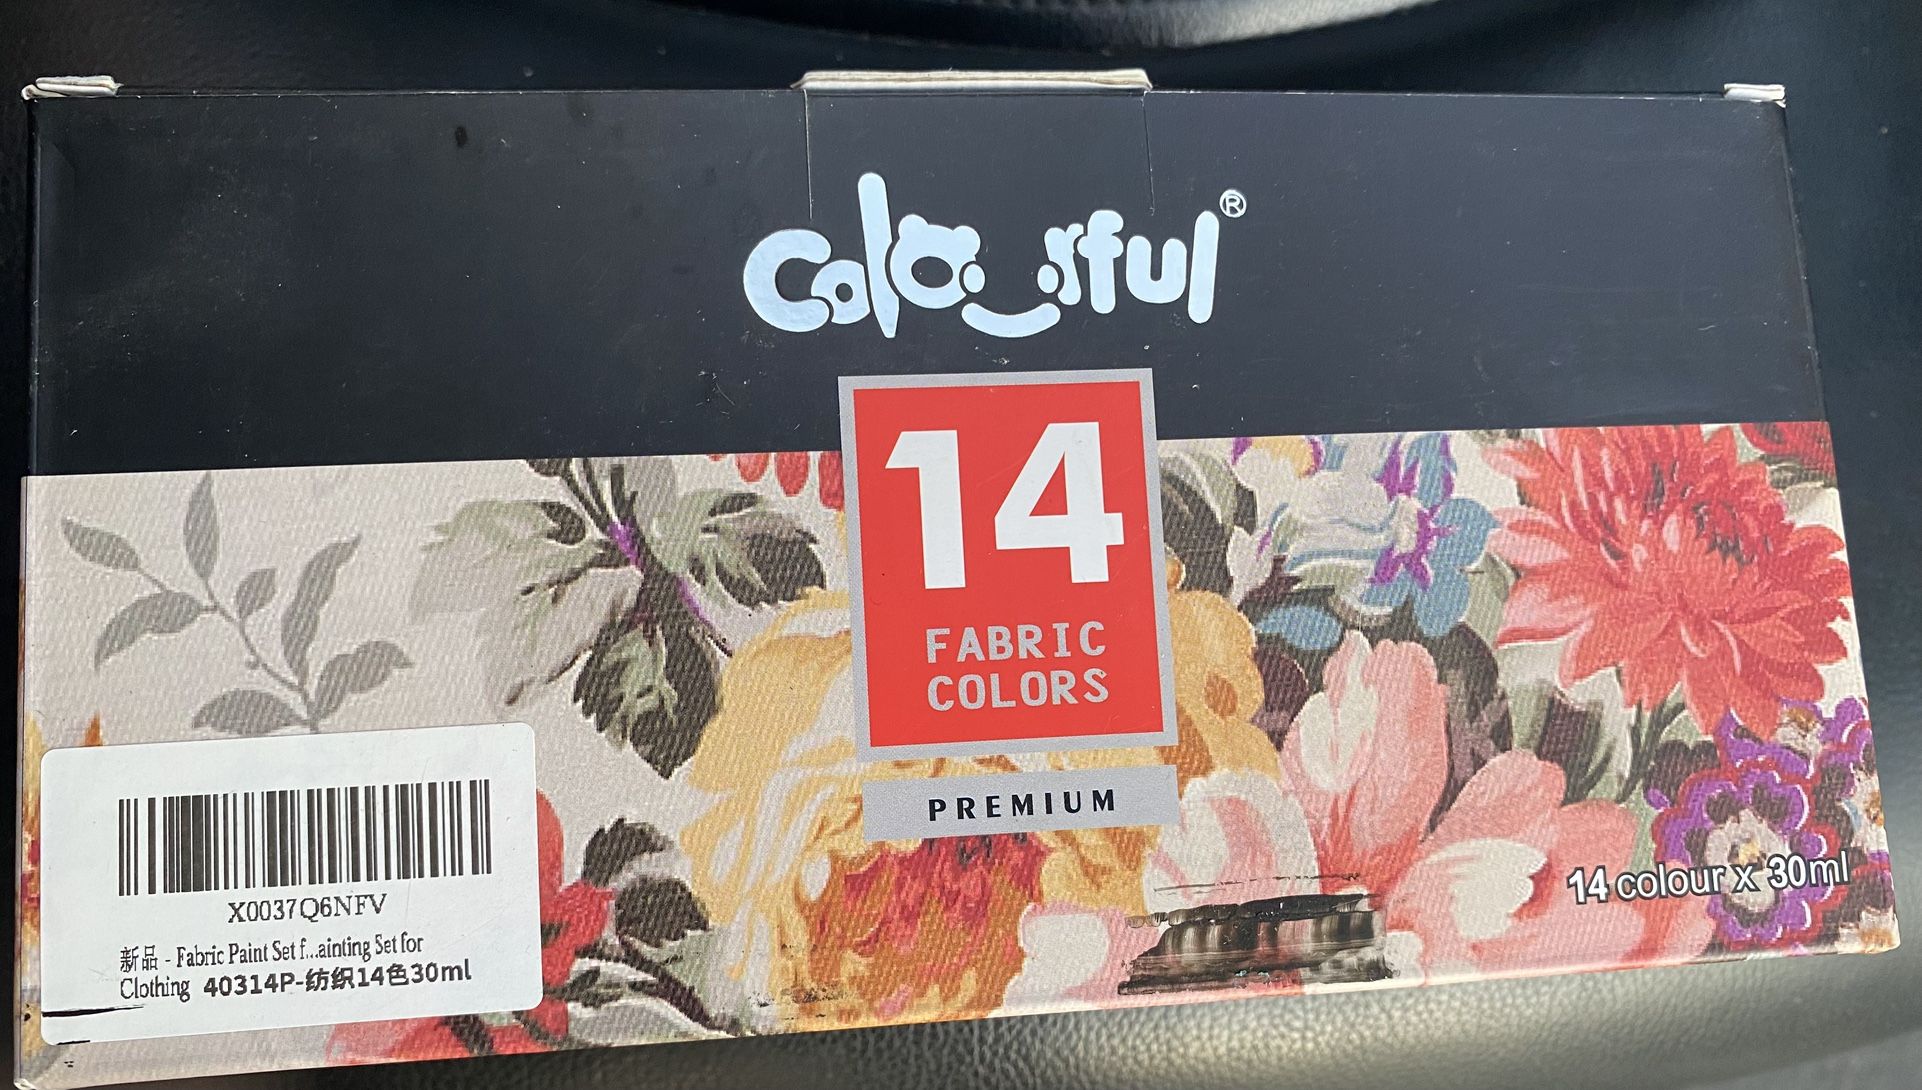 Colourful®
14
FABRIC
COLORS
PREMIUM
14 colour x 30ml
X0037Q6NFV
新品 - Fabric Paint Set f...ainting Set for
Clothing 40314P-纺织14色30ml